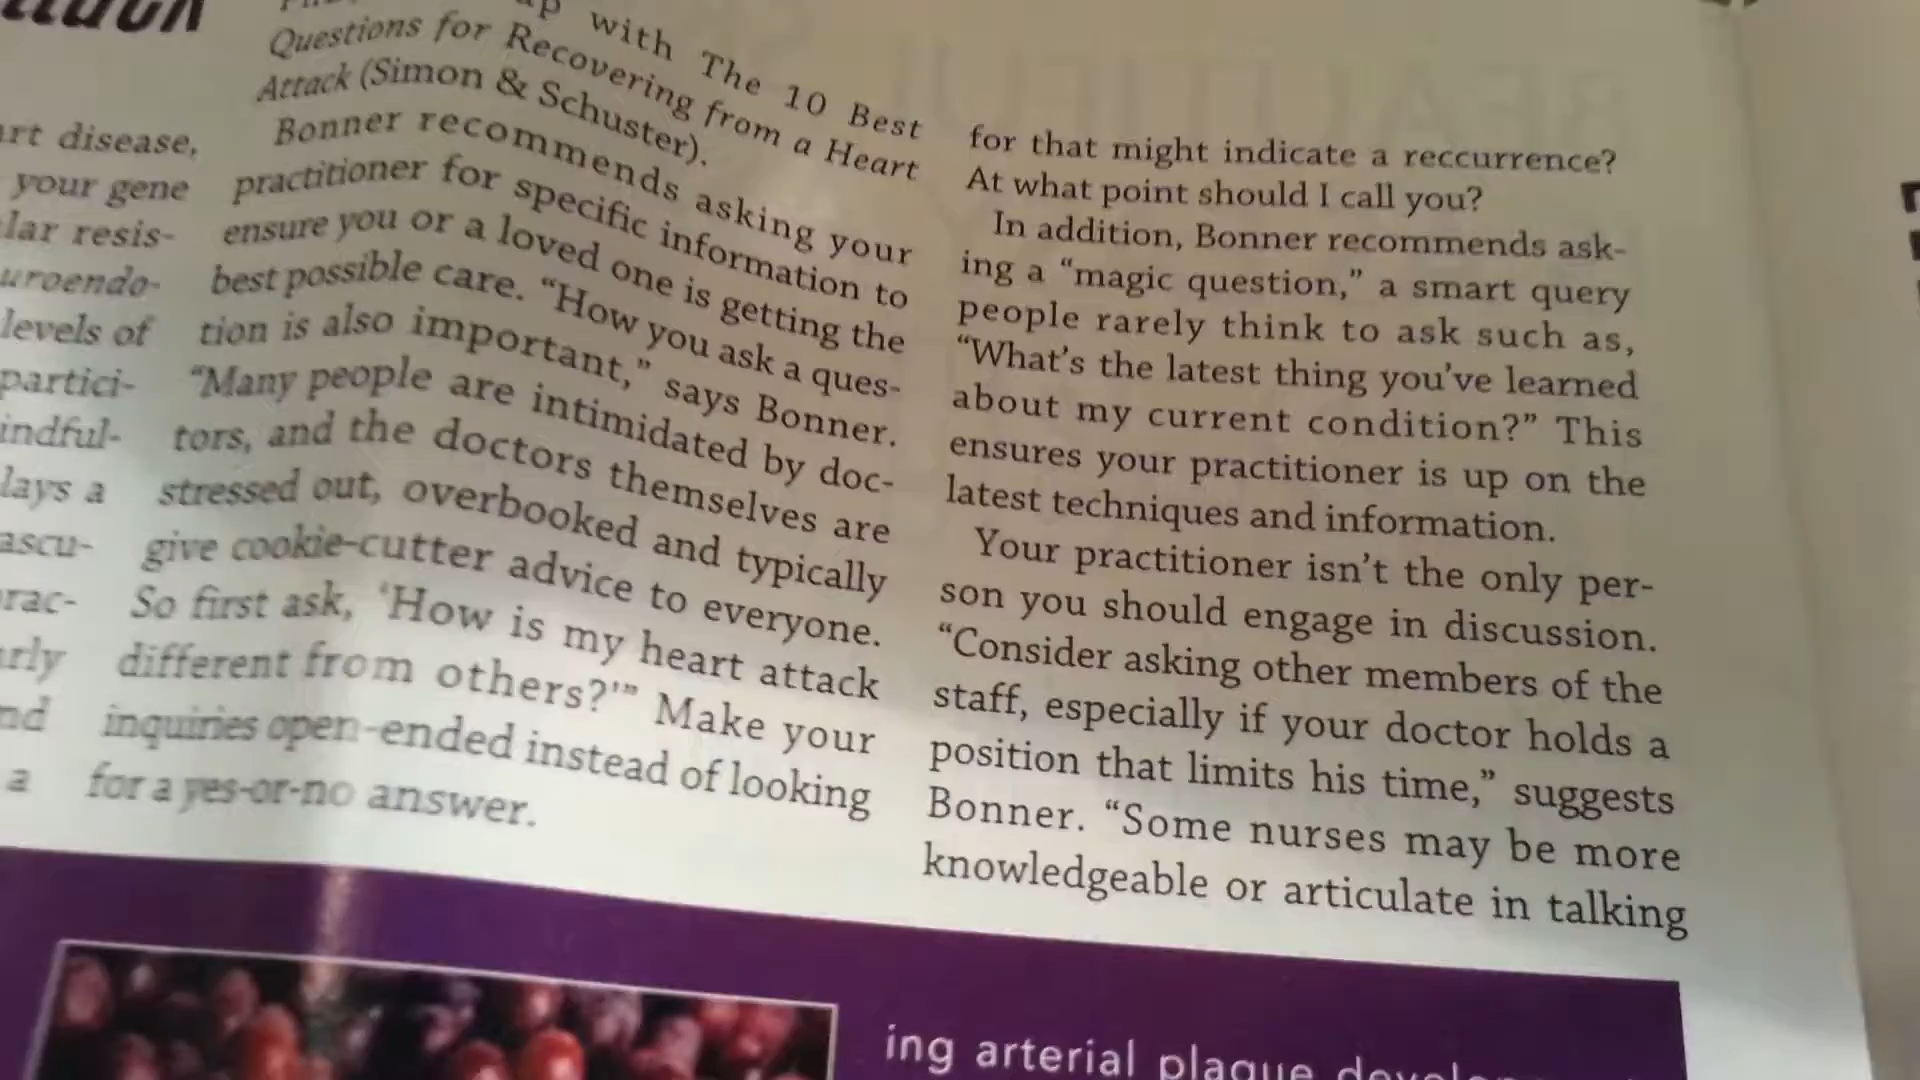 rt disease,
your gene
lar resis-
uroendo-
levels of
partici-
indful-
lays a
ascu-
rac-
rly
nd
a
up with The 10 Best
Questions for Recovering from a Heart
Attack (Simon & Schuster).
Bonner recommends asking your
practitioner for specific information to
ensure you or a loved one is getting the
best possible care. “How you ask a ques-
tion is also important,” says Bonner.
“Many people are intimidated by doc-
tors, and the doctors themselves are
stressed out, overbooked and typically
give cookie-cutter advice to everyone.
So first ask, ‘How is my heart attack
different from others?’” Make your
inquiries open-ended instead of looking
for a yes-or-no answer.
for that might indicate a reccurrence?
At what point should I call you?
In addition, Bonner recommends ask-
ing a “magic question,” a smart query
people rarely think to ask such as,
“What’s the latest thing you’ve learned
about my current condition?” This
ensures your practitioner is up on the
latest techniques and information.
Your practitioner isn’t the only per-
son you should engage in discussion.
“Consider asking other members of the
staff, especially if your doctor holds a
position that limits his time,” suggests
Bonner. “Some nurses may be more
knowledgeable or articulate in talking
ing arterial plaque